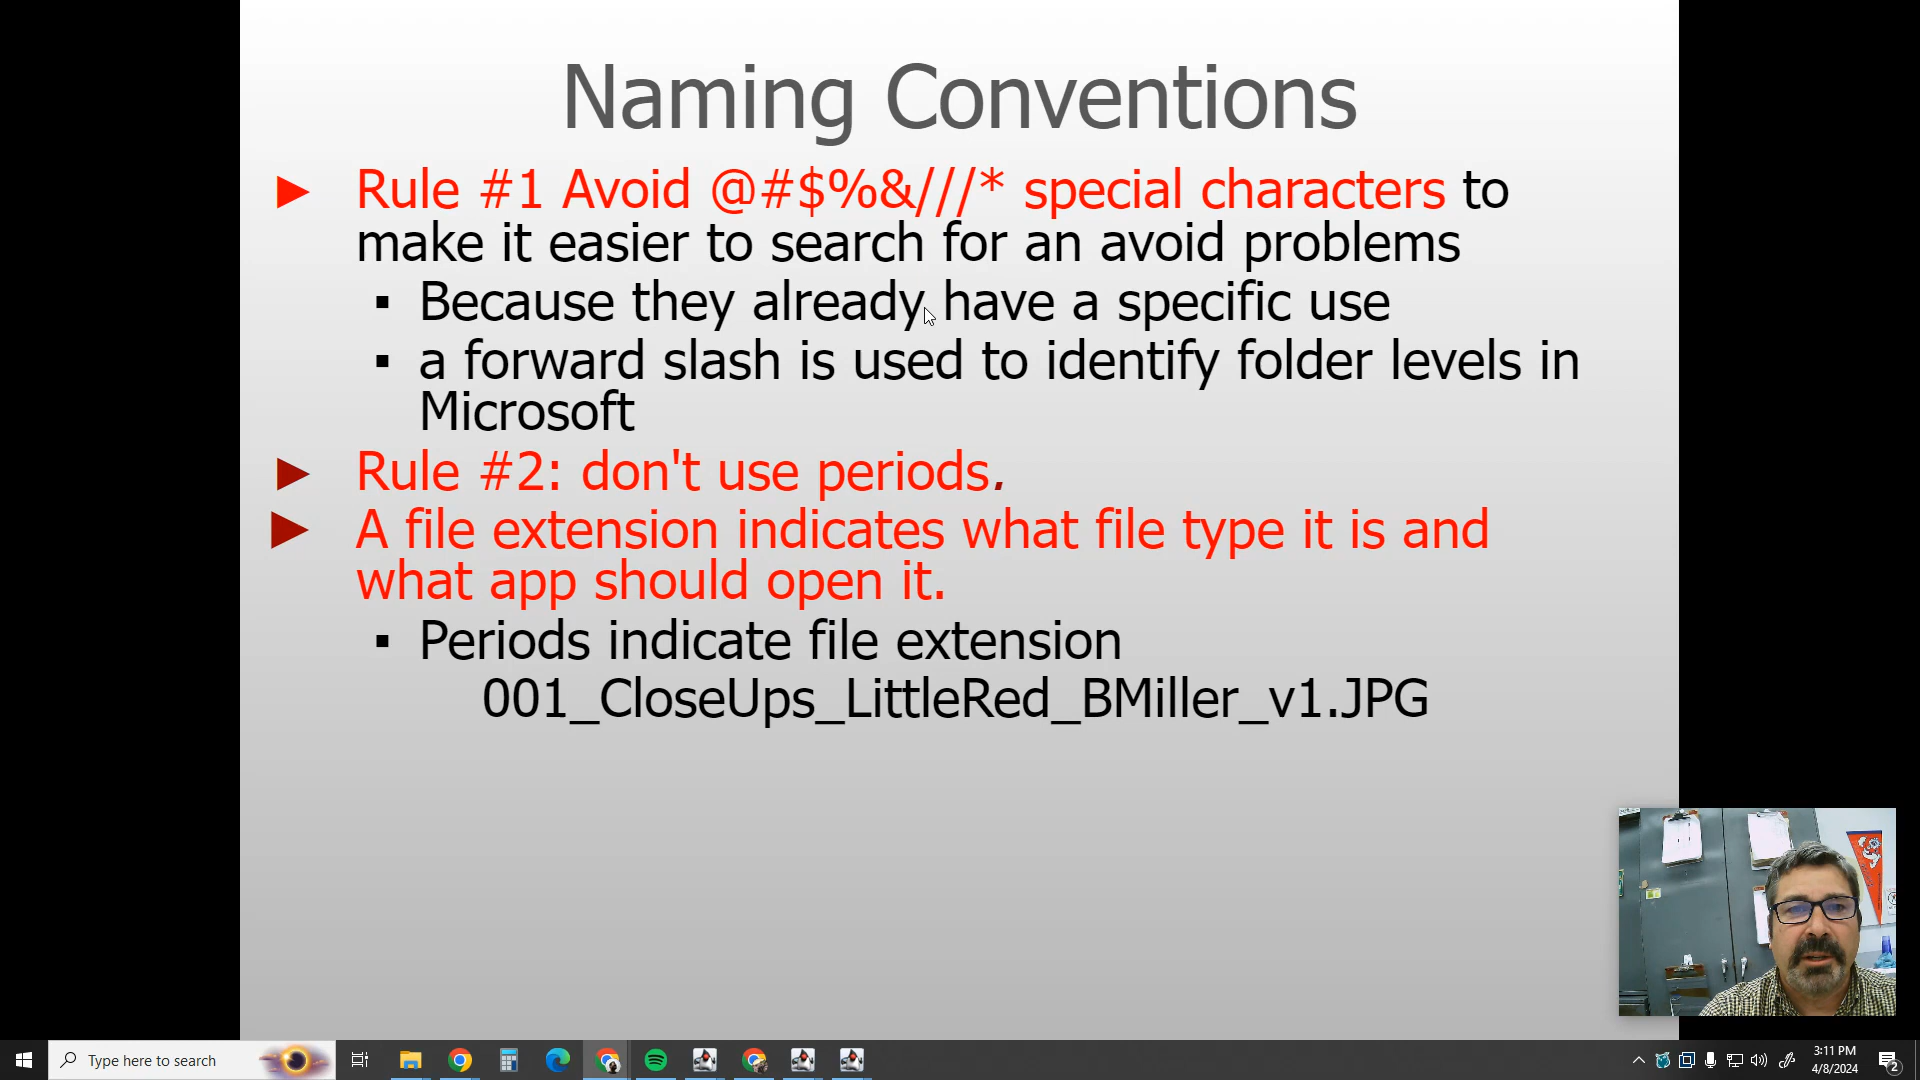 Naming Conventions
► Rule #1 Avoid @#$%&///* special characters to
make it easier to search for an avoid problems
▪ Because they already have a specific use
▪ a forward slash is used to identify folder levels in
Microsoft
► Rule #2: don't use periods.
► A file extension indicates what file type it is and
what app should open it.
▪ Periods indicate file extension
001_CloseUps_LittleRed_BMiller_v1.JPG
Type here to search
3:11 PM
4/8/2024
2